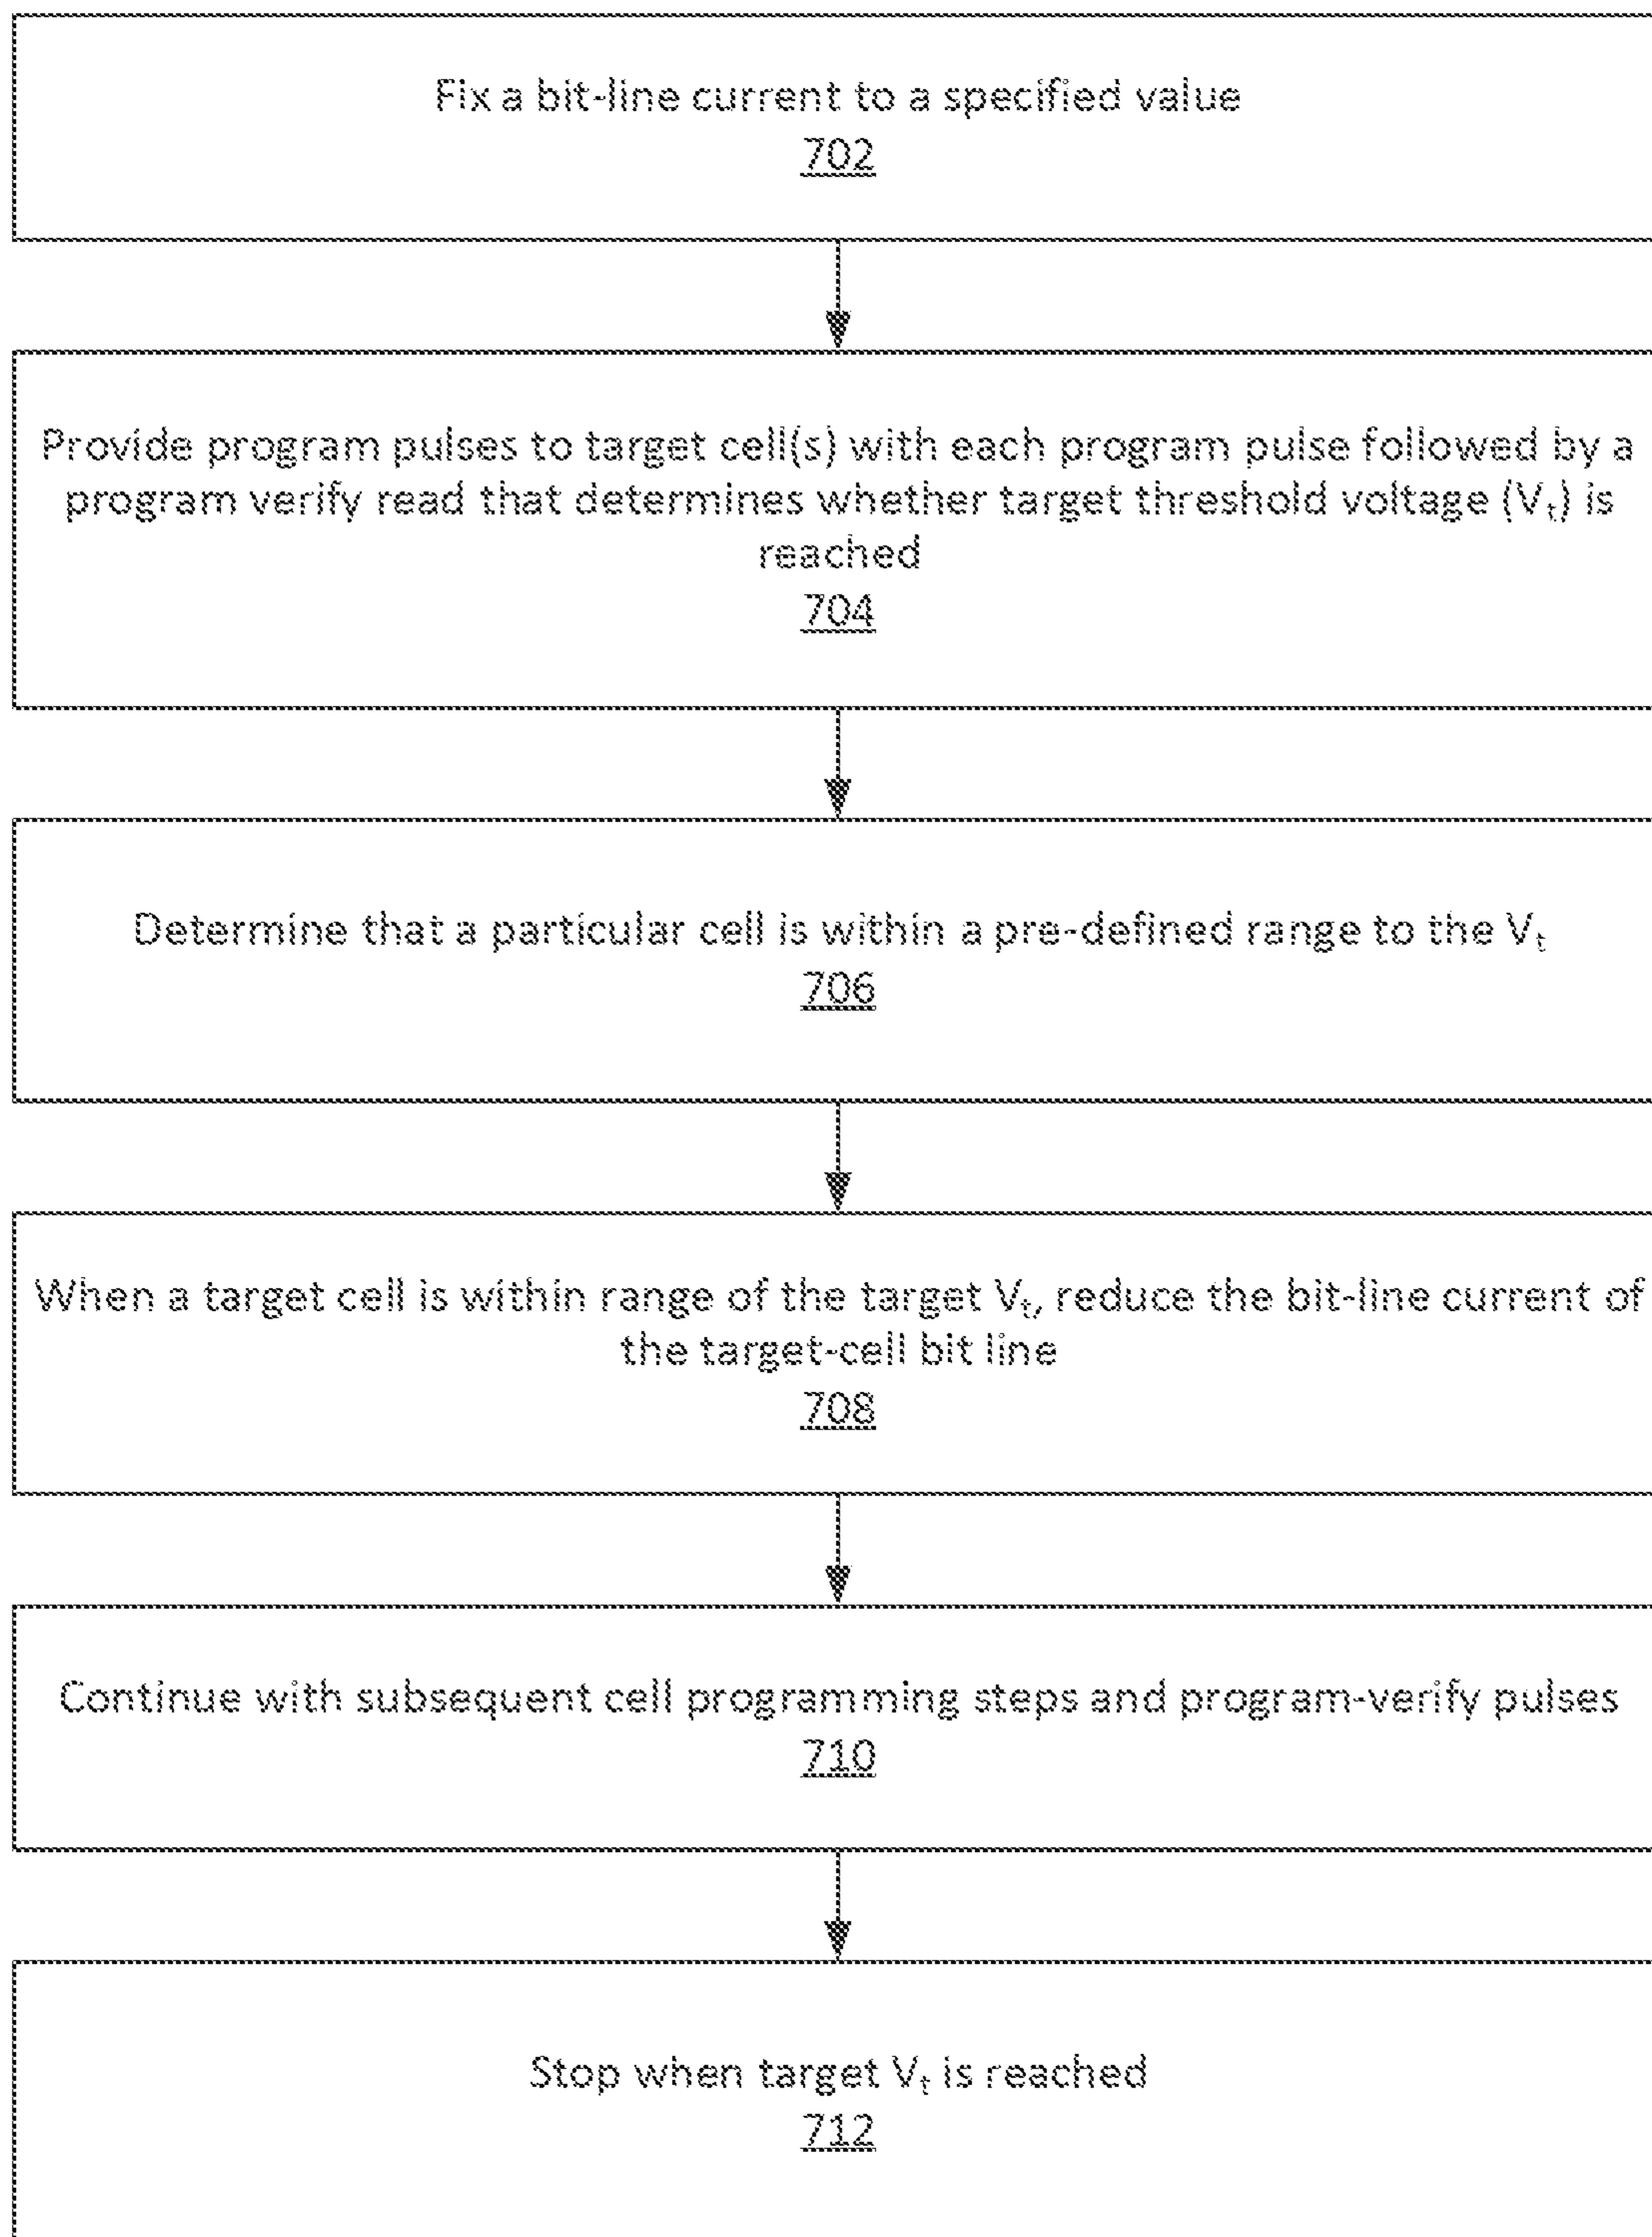 Fix a bit-line current to a specified value
702
Provide program pulses to target cell(s) with each program pulse followed by a
program verify read that determines whether target threshold voltage (Vt) is
reached
704
Determine that a particular cell is within a pre-defined range to the Vt
706
When a target cell is within range of the target Vt, reduce the bit-line current of
the target-cell bit line
708
Continue with subsequent cell programming steps and program-verify pulses
710
Stop when target Vt is reached
712